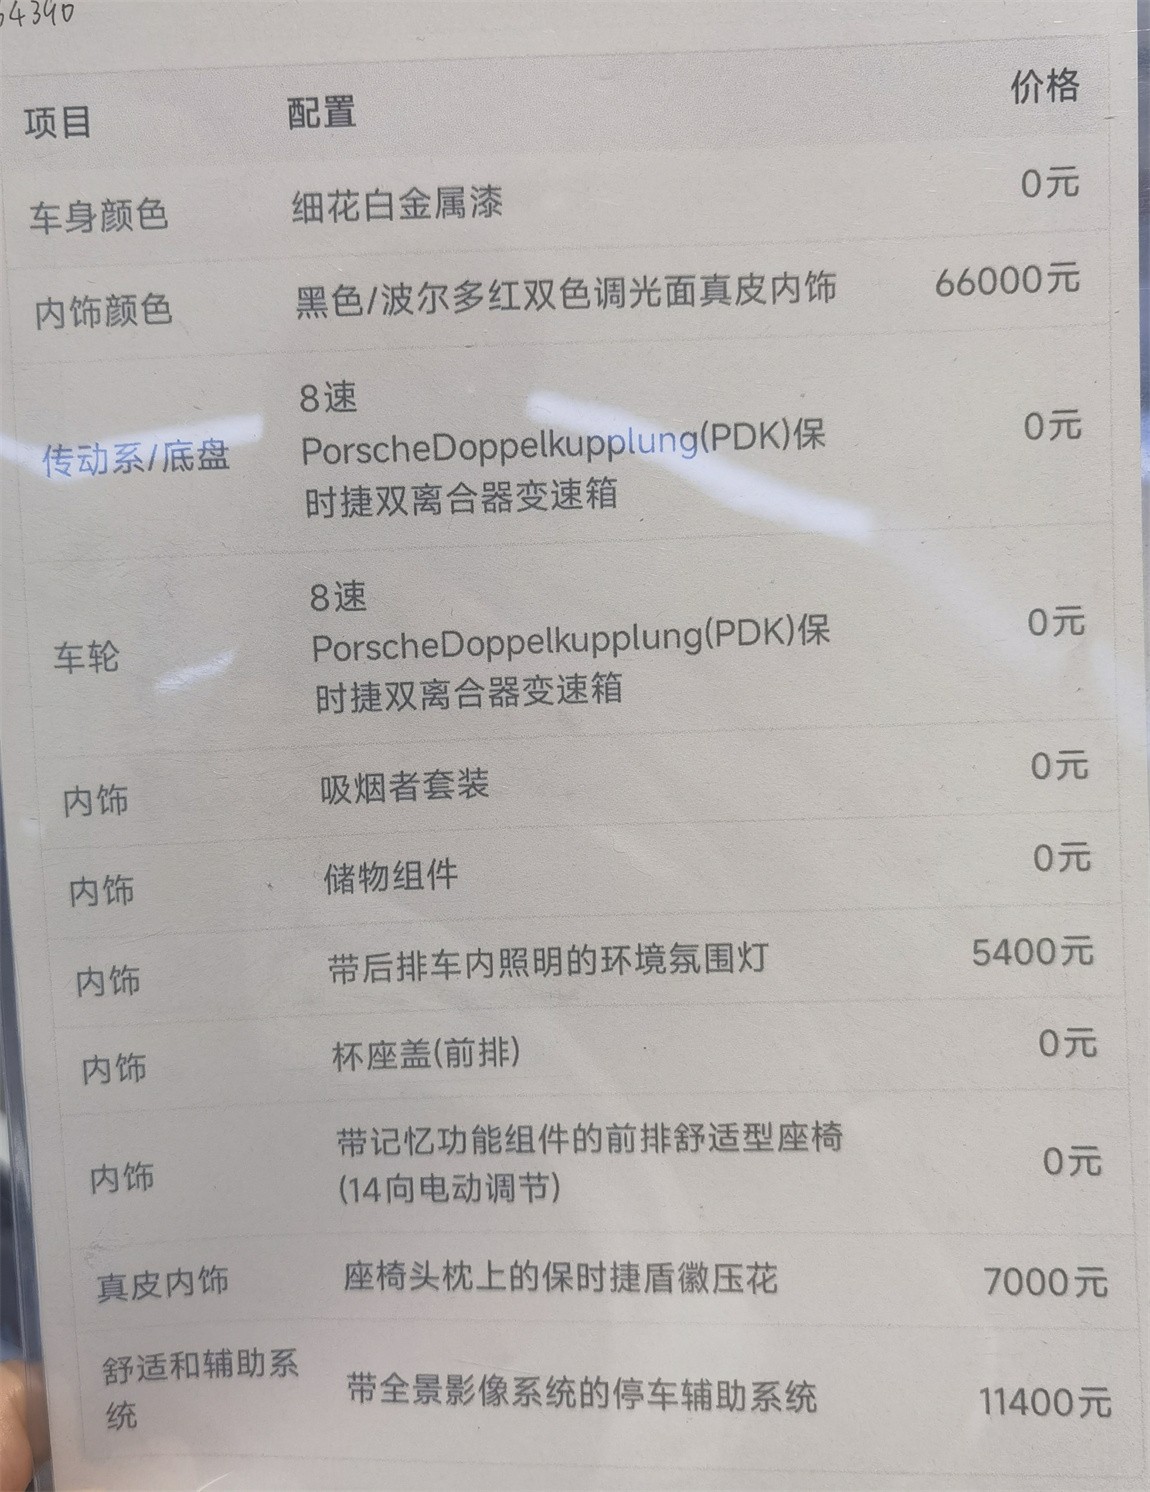 54390
项目 配置 价格
车身颜色 细花白金属漆 0元
内饰颜色 黑色/波尔多红双色调光面真皮内饰 66000元
8速
传动系/底盘 PorscheDoppelkupplung(PDK)保 0元
时捷双离合器变速箱
8速
车轮 PorscheDoppelkupplung(PDK)保 0元
时捷双离合器变速箱
内饰 吸烟者套装 0元
内饰 储物组件 0元
内饰 带后排车内照明的环境氛围灯 5400元
内饰 杯座盖(前排) 0元
带记忆功能组件的前排舒适型座椅
内饰 0元
(14向电动调节)
真皮内饰 座椅头枕上的保时捷盾徽压花 7000元
舒适和辅助系
带全景影像系统的停车辅助系统 11400元
统